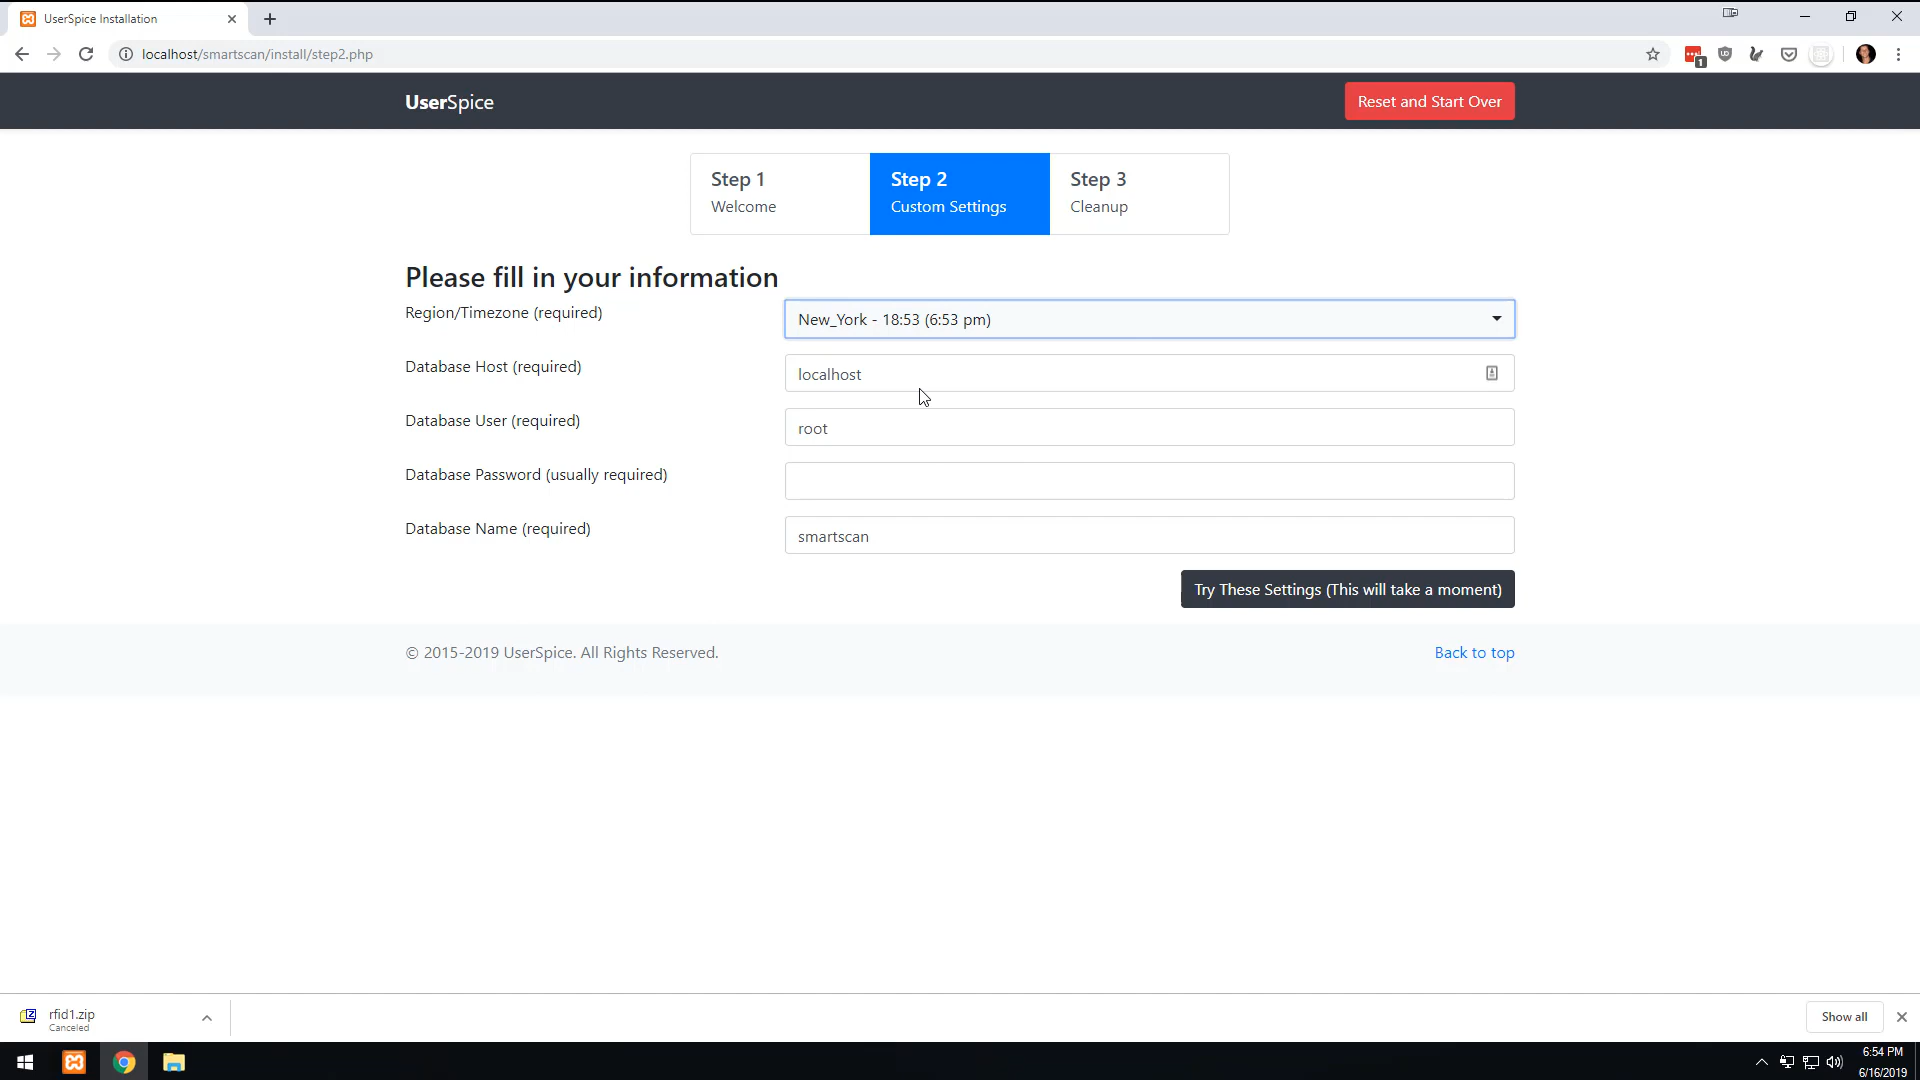 UserSpice Installation
localhost/smartscan/install/step2.php
1
UserSpice
Reset and Start Over
Step 1
Welcome
Step 2
Custom Settings
Step 3
Cleanup
Please fill in your information
Region/Timezone (required)
New_York - 18:53 (6:53 pm)
Database Host (required)
localhost
Database User (required)
root
Database Password (usually required)
Database Name (required)
smartscan
Try These Settings (This will take a moment)
© 2015-2019 UserSpice. All Rights Reserved.
Back to top
rfid1.zip
Canceled
Show all
6:54 PM
6/16/2019